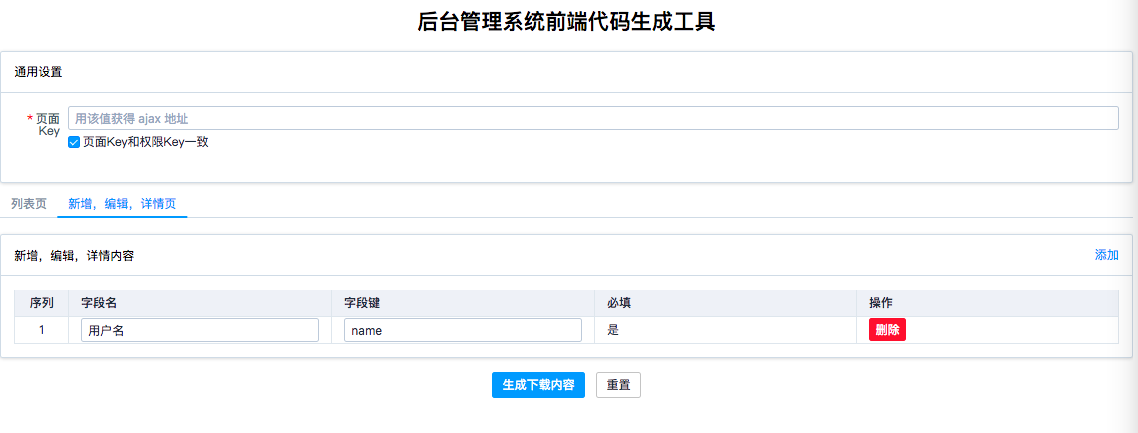 后台管理系统前端代码生成工具
通用设置
* 页面 Key
用该值获得 ajax 地址
页面Key和权限Key一致
列表页 新增，编辑，详情页
新增，编辑，详情内容 添加
序列 字段名 字段键 必填 操作
1 用户名 name 是 删除
生成下载内容 重置